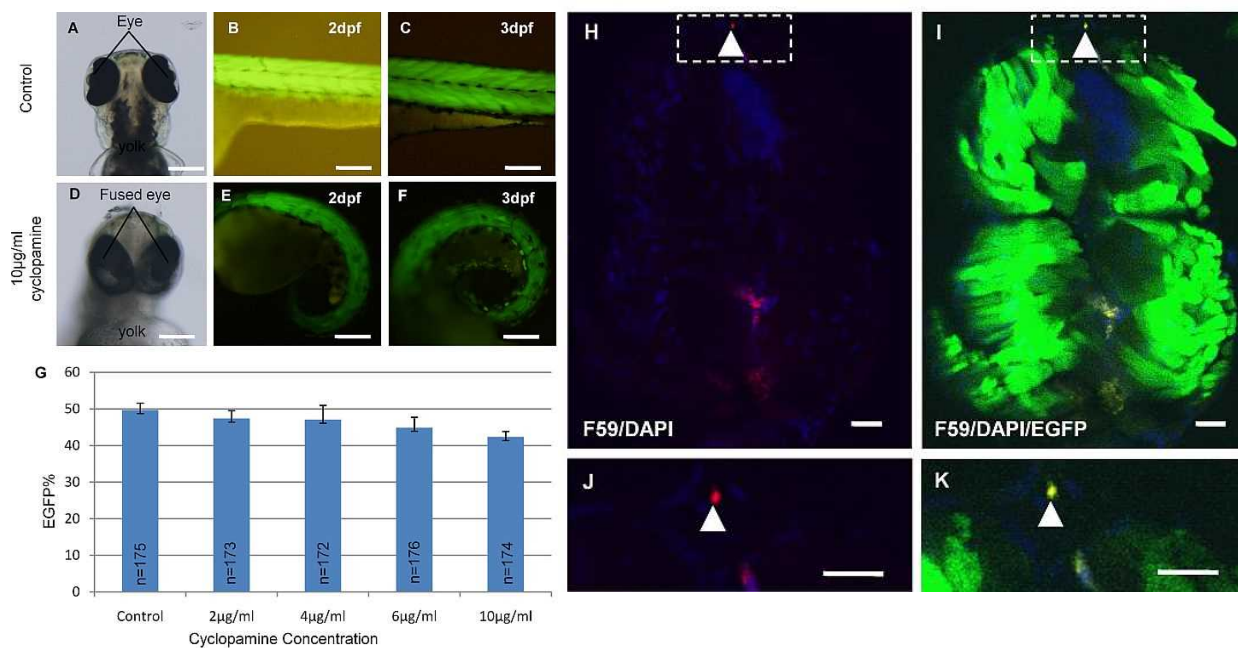 A
Eye
yolk
Control
B
2dpf
C
3dpf
D
Fused eye
yolk
10µg/ml
cyclopamine
E
2dpf
F
3dpf
G
60
50
40
30
20
10
0
EGFP%
n=175
n=173
n=172
n=176
n=174
Control
2µg/ml
4µg/ml
6µg/ml
10µg/ml
Cyclopamine Concentration
H
F59/DAPI
I
F59/DAPI/EGFP
J
K